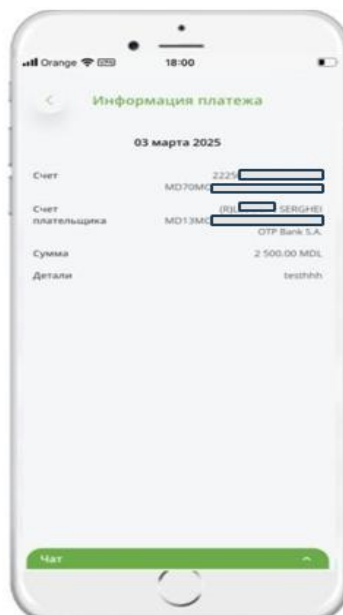 Orange VPN 18:00
Информация платежа
03 марта 2025
Счет 2225
MD70MO
Счет плательщика (R)L SERGHEI
MD13MO
OTP Bank S.A.
Сумма 2 500.00 MDL
Детали testhhh
Чат